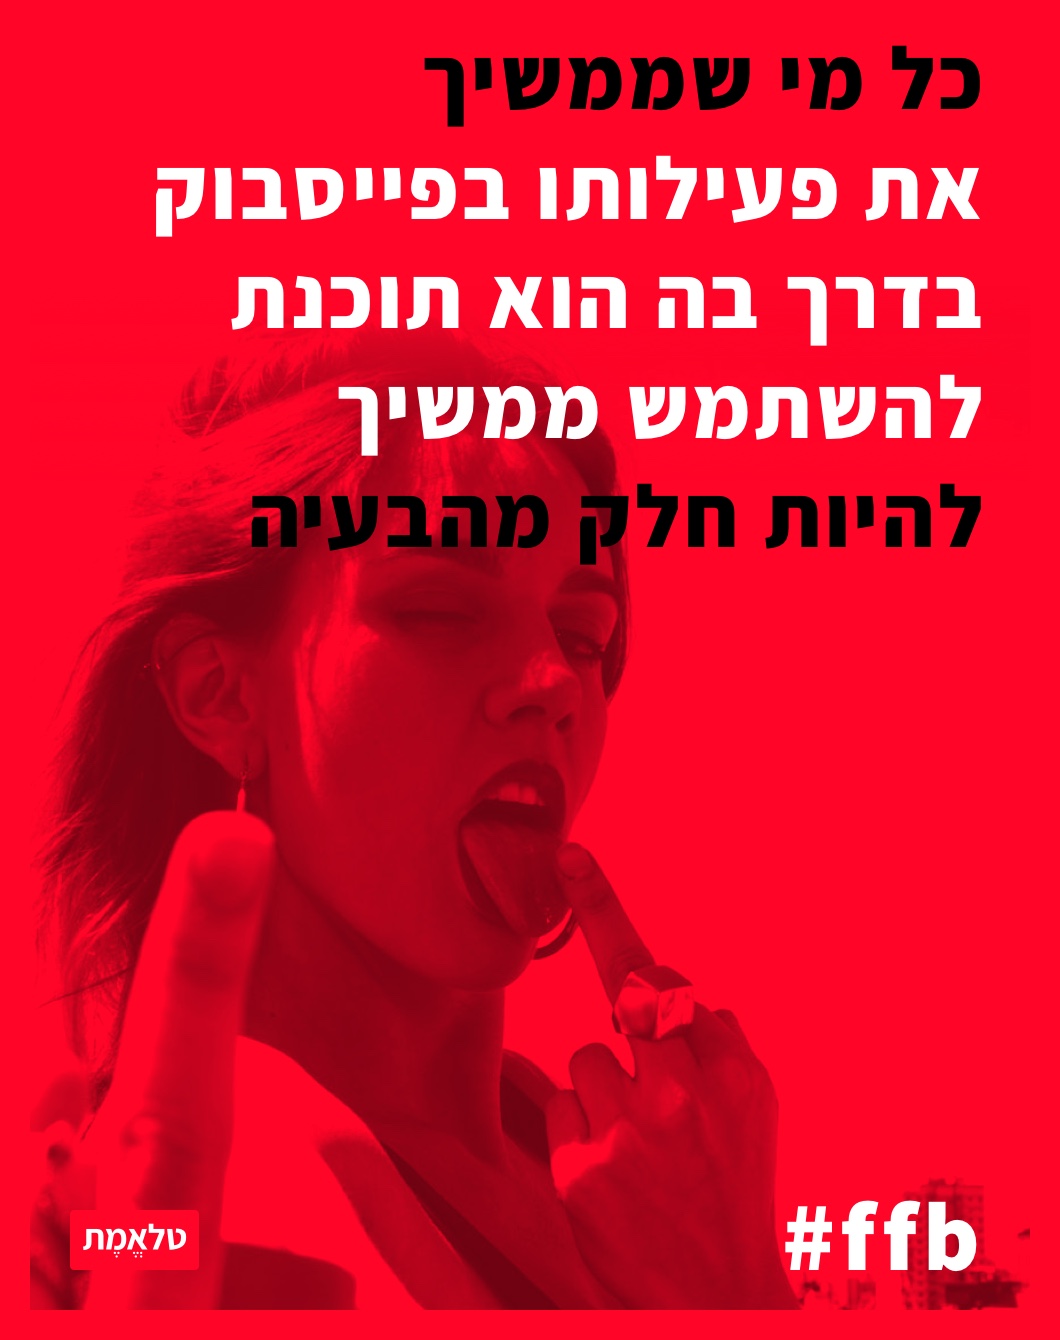 כל מי שממשיך
את פעילותו בפייסבוק
בדרך בה הוא תוכנת
להשתמש ממשיך
להיות חלק מהבעיה
#ffb
טלאֱמֶת